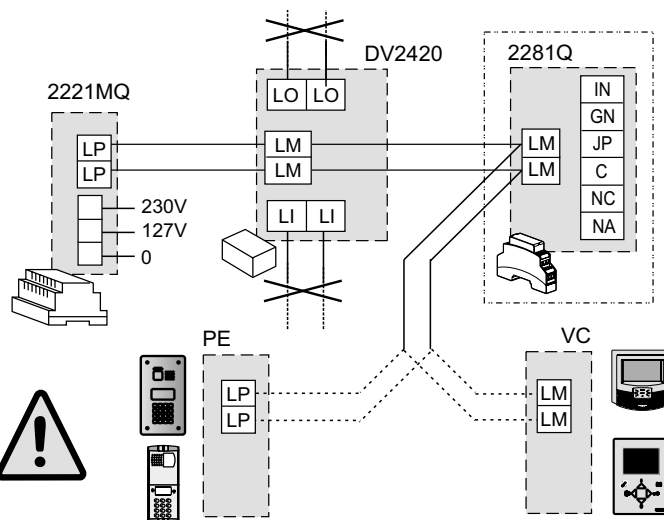 DV2420
2281Q
2221MQ
LO LO
IN
GN
JP
C
NC
NA
LP
LP
LM
LM
LM
LM
230V
127V
0
LI LI
PE
VC
LP
LP
LM
LM